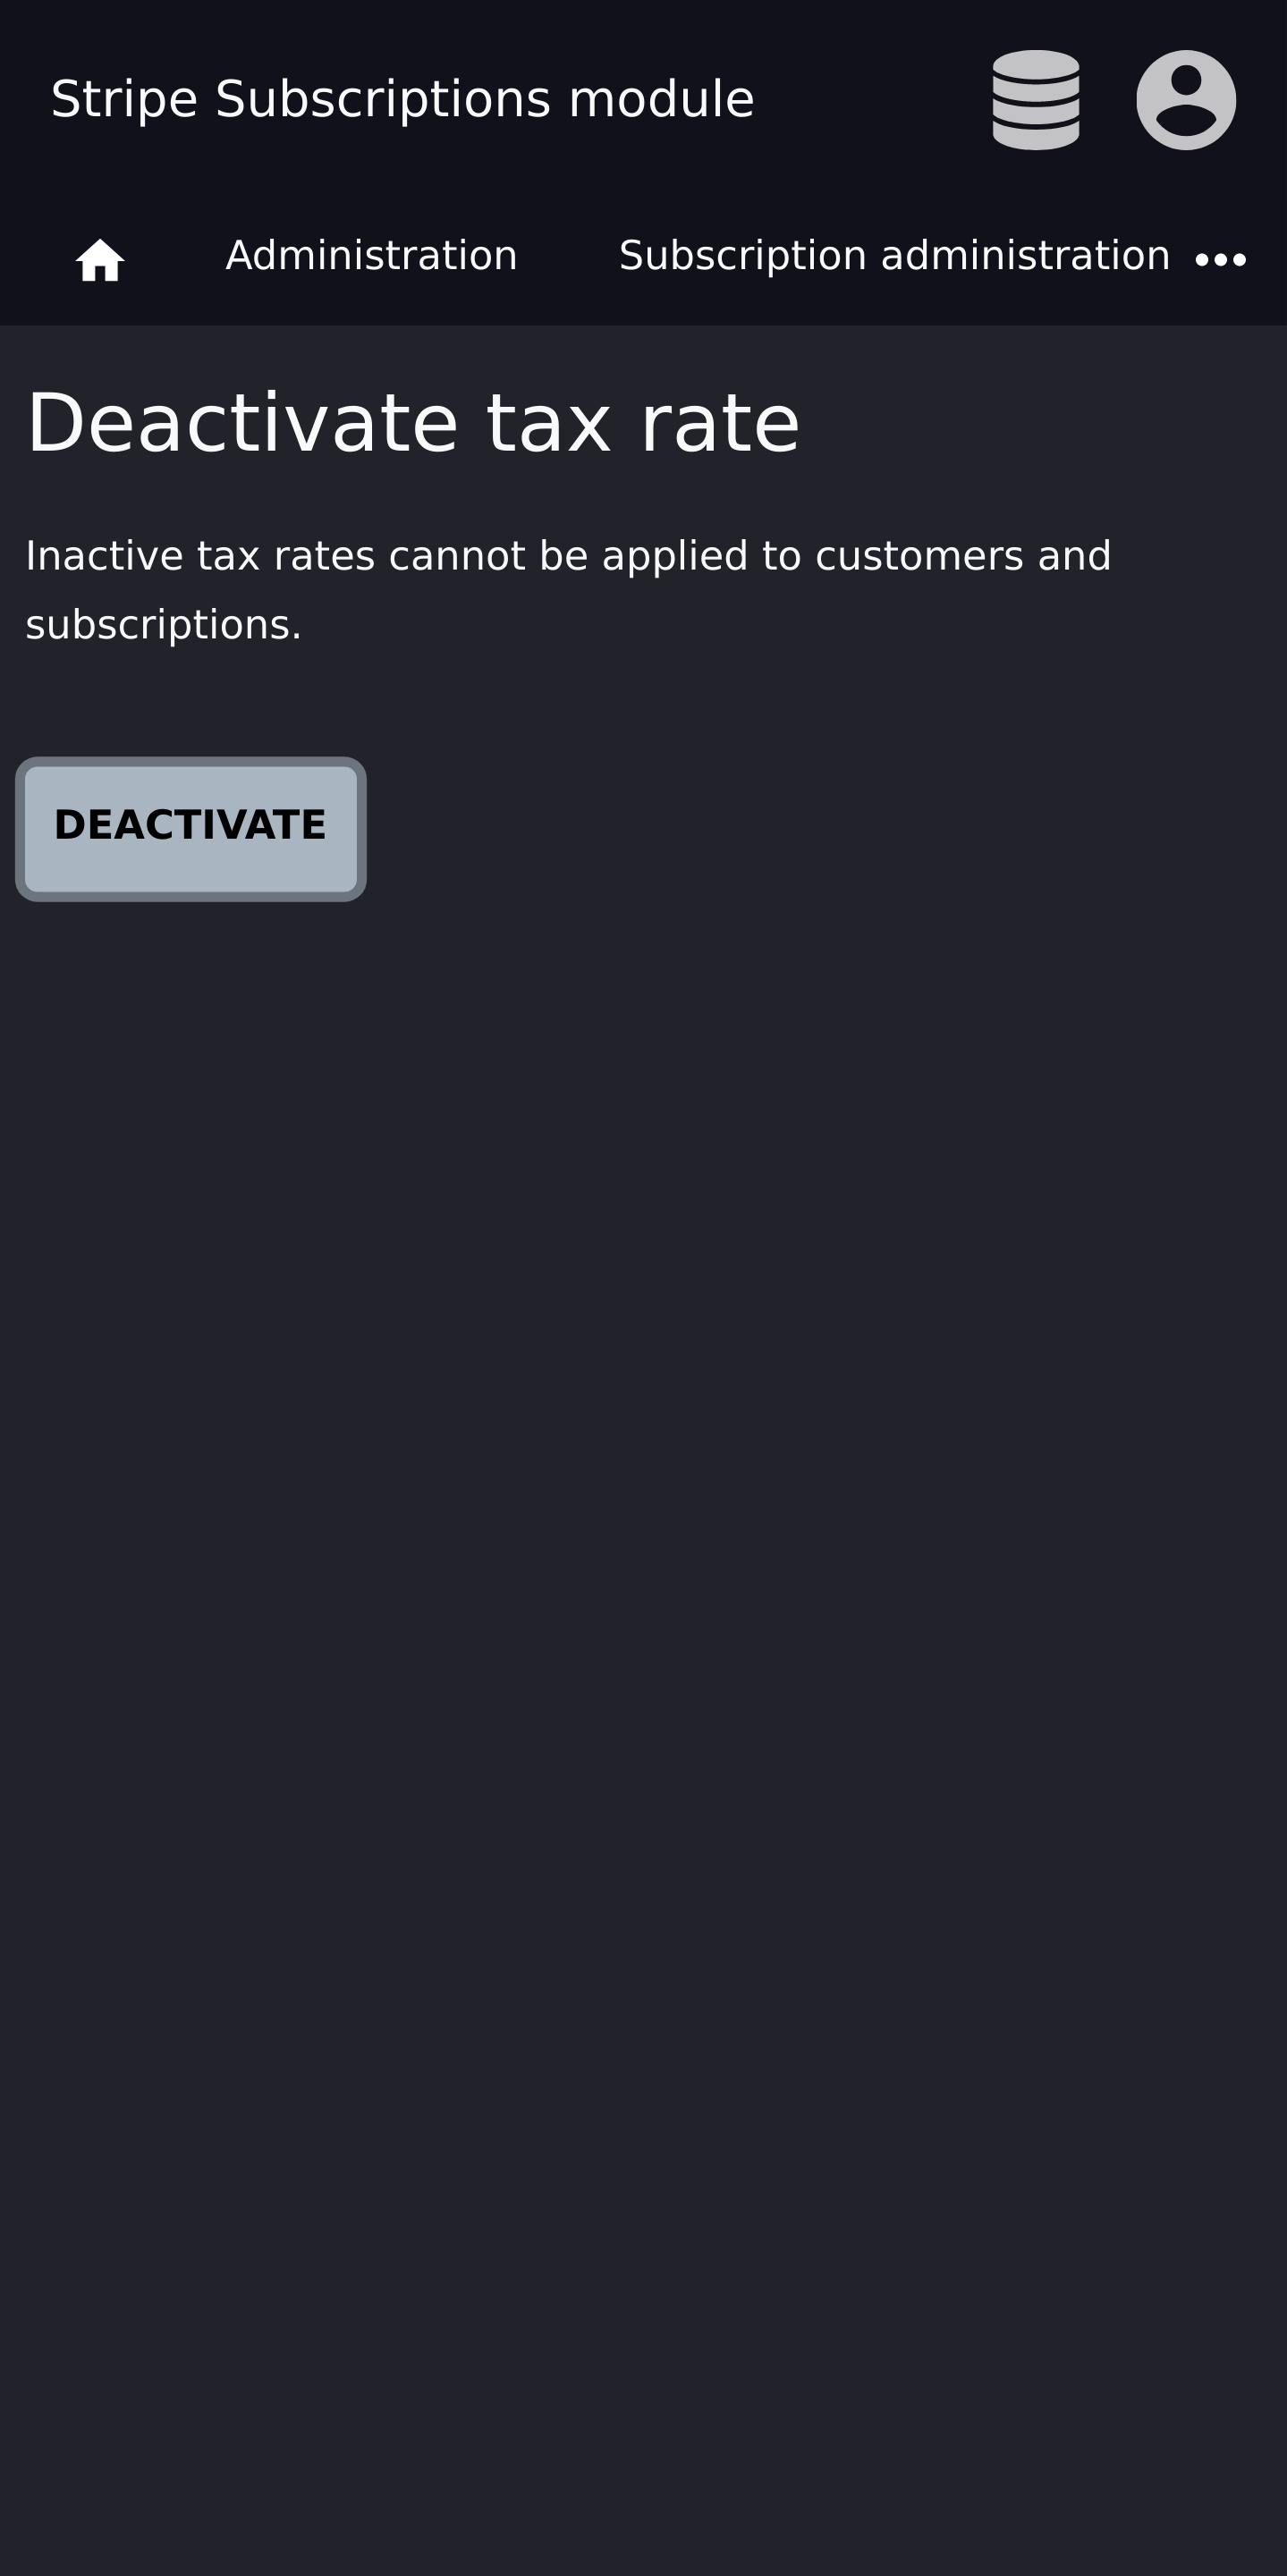 Stripe Subscriptions module
Administration
Subscription administration
Deactivate tax rate
Inactive tax rates cannot be applied to customers and
subscriptions.
DEACTIVATE